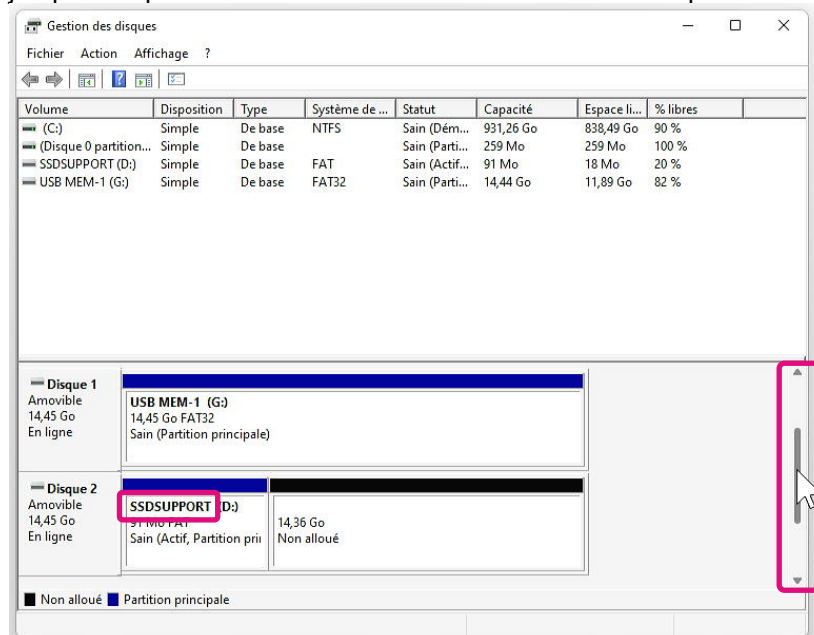 Gestion des disques
Fichier Action Affichage ?
Volume Disposition Type Système de ... Statut Capacité Espace li... % libres
(C:) Simple De base NTFS Sain (Dém... 931,26 Go 838,49 Go 90 %
(Disque 0 partition... Simple De base Sain (Parti... 259 Mo 259 Mo 100 %
SSDSUPPORT (D:) Simple De base FAT Sain (Actif... 91 Mo 18 Mo 20 %
USB MEM-1 (G:) Simple De base FAT32 Sain (Parti... 14,44 Go 11,89 Go 82 %
Disque 1
Amovible
14,45 Go
En ligne
USB MEM-1 (G:)
14,45 Go FAT32
Sain (Partition principale)
Disque 2
Amovible
14,45 Go
En ligne
SSDSUPPORT (D:)
91 Mo FAT
Sain (Actif, Partition pri
14,36 Go
Non alloué
Non alloué Partition principale